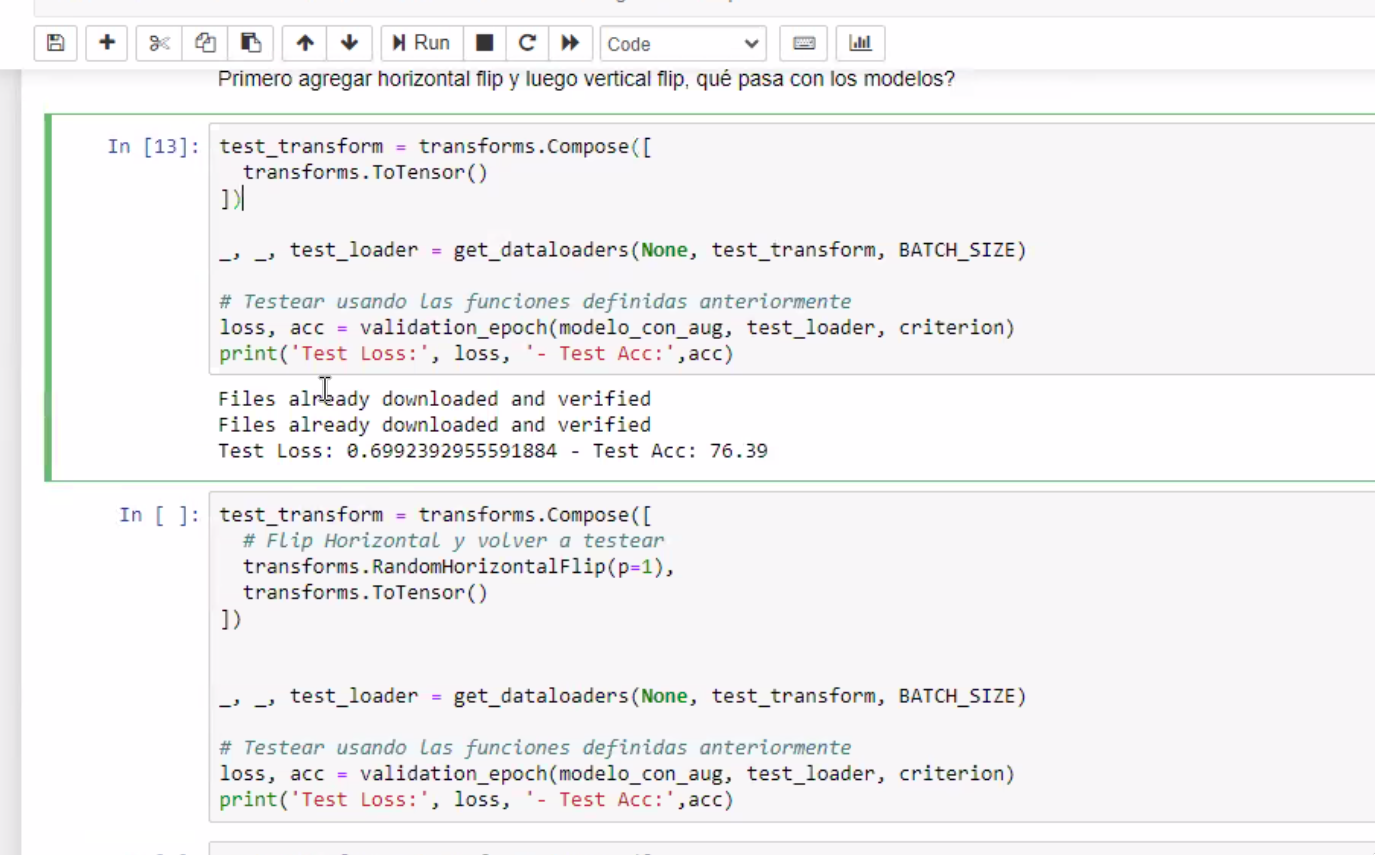 Run
Code
Primero agregar horizontal flip y luego vertical flip, qué pasa con los modelos?
In [13]:
test_transform = transforms.Compose([
  transforms.ToTensor()
])
_, _, test_loader = get_dataloaders(None, test_transform, BATCH_SIZE)
# Testear usando las funciones definidas anteriormente
loss, acc = validation_epoch(modelo_con_aug, test_loader, criterion)
print('Test Loss:', loss, '- Test Acc:',acc)
Files already downloaded and verified
Files already downloaded and verified
Test Loss: 0.6992392955591884 - Test Acc: 76.39
In [ ]:
test_transform = transforms.Compose([
  # Flip Horizontal y volver a testear
  transforms.RandomHorizontalFlip(p=1),
  transforms.ToTensor()
])
_, _, test_loader = get_dataloaders(None, test_transform, BATCH_SIZE)
# Testear usando las funciones definidas anteriormente
loss, acc = validation_epoch(modelo_con_aug, test_loader, criterion)
print('Test Loss:', loss, '- Test Acc:',acc)